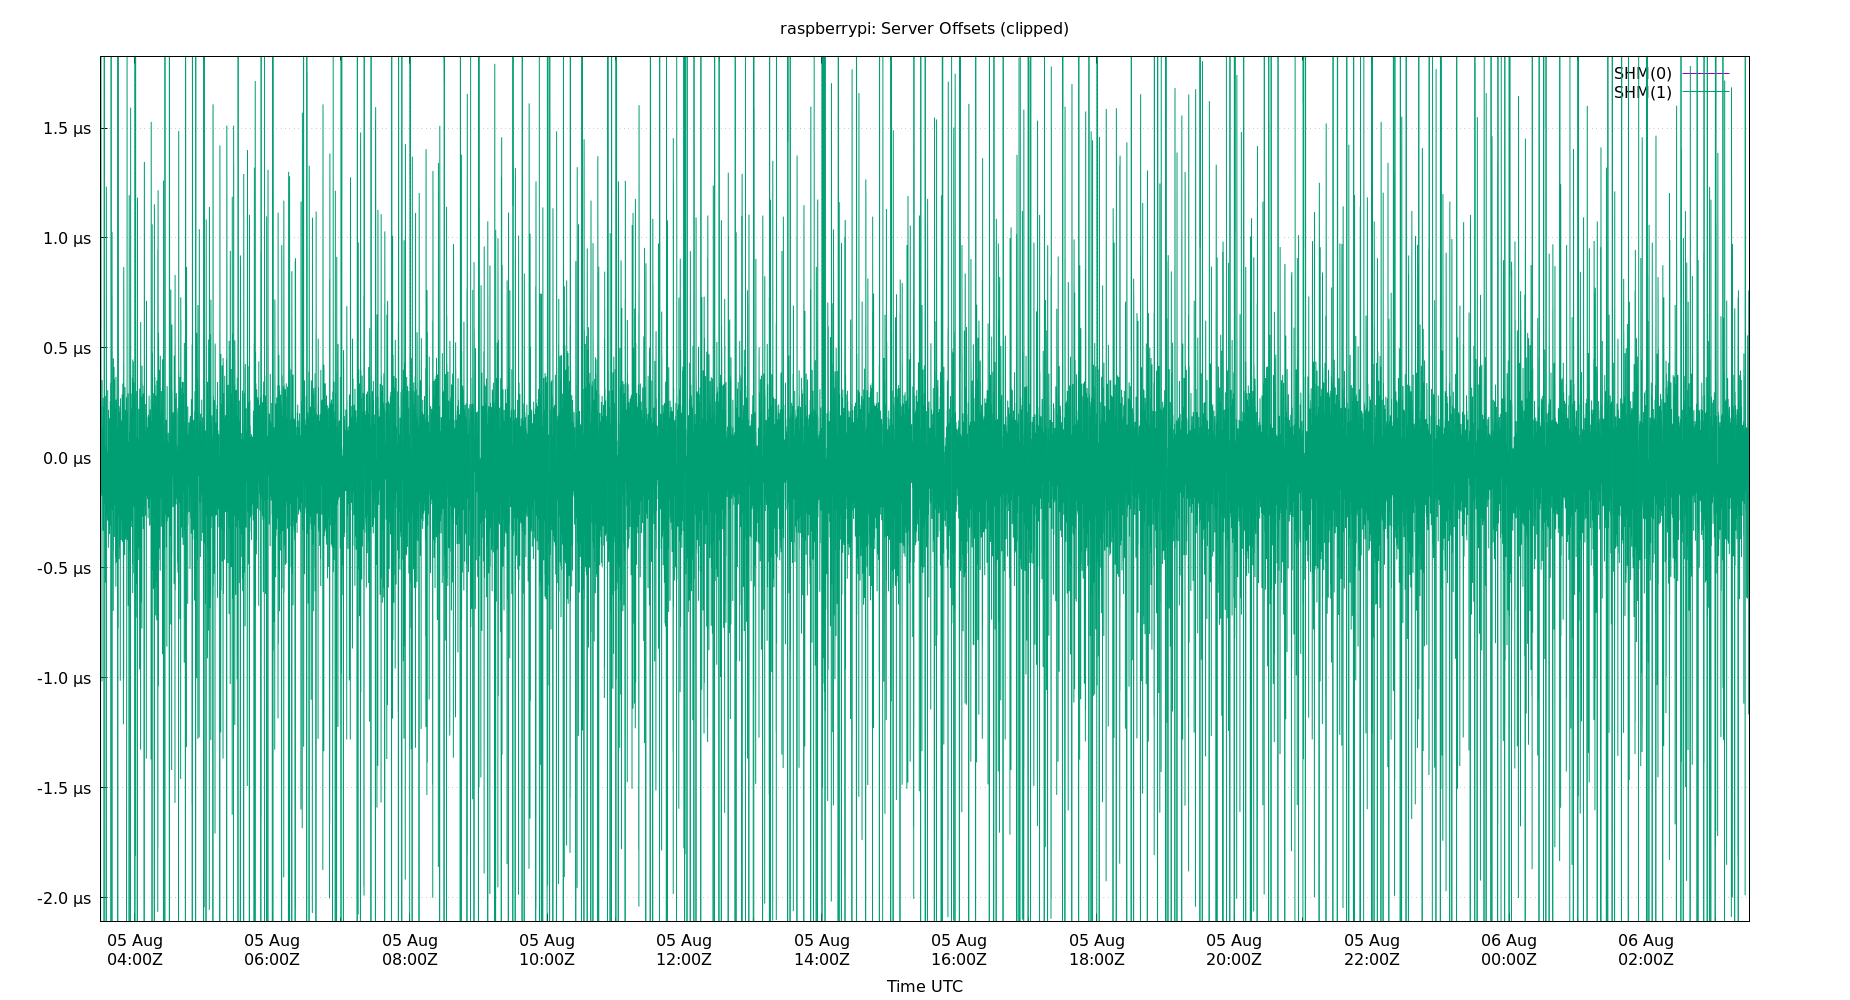 raspberrypi: Server Offsets (clipped)
SHM(0)
SHM(1)
1.5 μs
1.0 μs
0.5 μs
0.0 μs
-0.5 μs
-1.0 μs
-1.5 μs
-2.0 μs
05 Aug 05 Aug 05 Aug 05 Aug 05 Aug 05 Aug 05 Aug 05 Aug 05 Aug 05 Aug 06 Aug 06 Aug
04:00Z 06:00Z 08:00Z 10:00Z 12:00Z 14:00Z 16:00Z 18:00Z 20:00Z 22:00Z 00:00Z 02:00Z
Time UTC